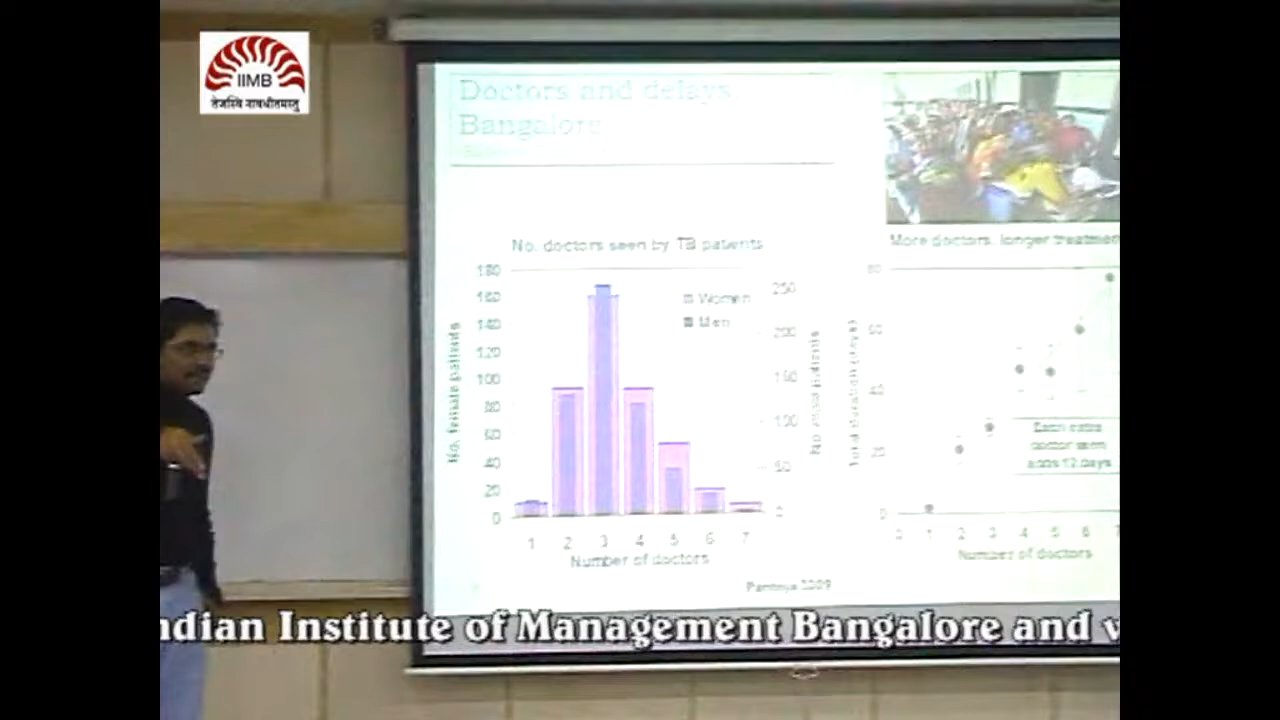 IIMB
तेजस्वि नावधीतमस्तु
Doctors and delays
Bangalore
No. doctors seen by TB patients
180
160
140
120
100
80
60
40
20
0
No. female patients
Women
Men
250
200
150
100
50
0
No. male patients
1 2 3 4 5 6 7
Number of doctors
More doctors, longer treatmen
80
60
40
20
0
Total duration (days)
Each extra
doctor seen
adds 12 days
0 1 2 3 4 5 6 7
Number of doctors
2009
ndian Institute of Management Bangalore and v